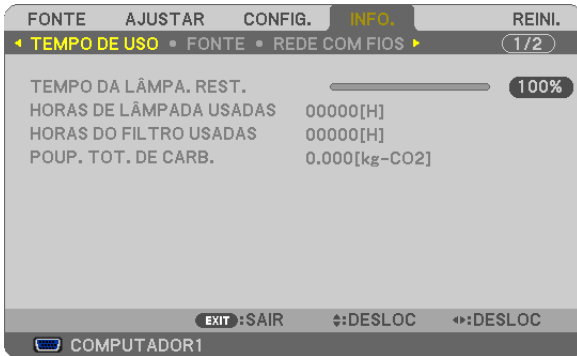 FONTE AJUSTAR CONFIG. INFO. REINI.
TEMPO DE USO • FONTE • REDE COM FIOS 1/2
TEMPO DA LÂMPA. REST. 100%
HORAS DE LÂMPADA USADAS 00000[H]
HORAS DO FILTRO USADAS 00000[H]
POUP. TOT. DE CARB. 0.000[kg-CO2]
EXIT :SAIR :DESLOC :DESLOC
COMPUTADOR1